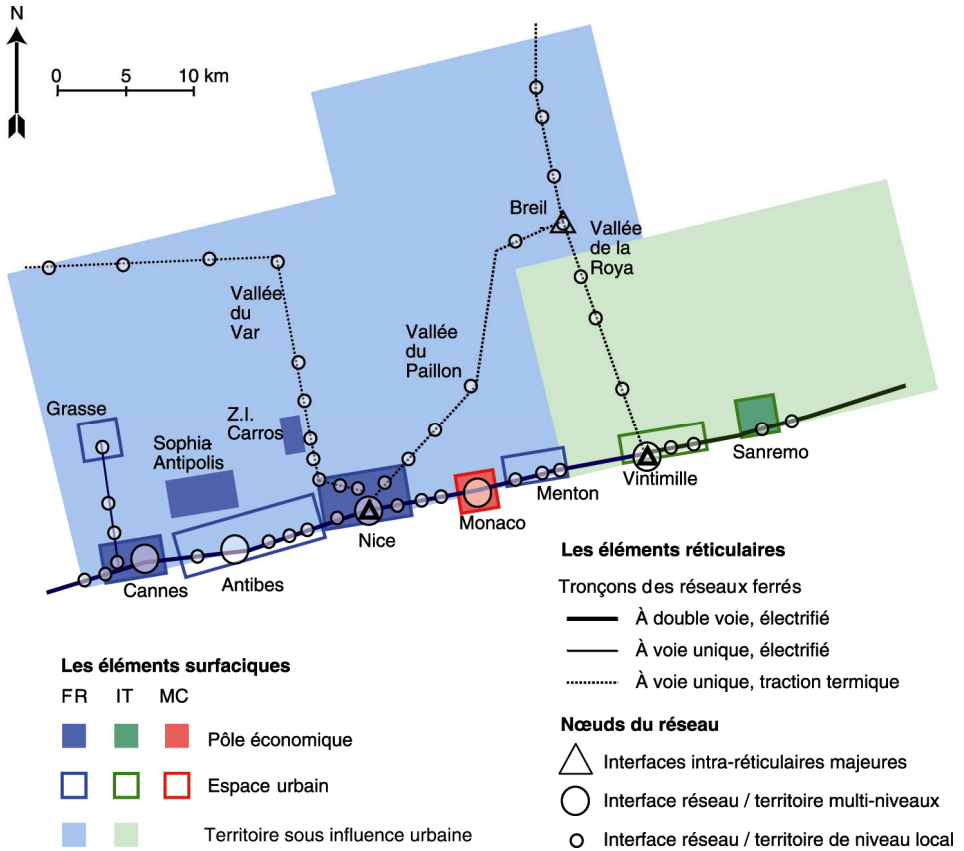 N
0 5 10 km
Breil
Vallée
de la
Roya
Vallée
du
Var
Vallée
du
Paillon
Grasse
Z.I.
Carros
Sophia
Antipolis
Sanremo
Vintimille
Menton
Monaco
Nice
Antibes
Cannes
Les éléments réticulaires
Tronçons des réseaux ferrés
À double voie, électrifié
À voie unique, électrifié
À voie unique, traction termique
Nœuds du réseau
Interfaces intra-réticulaires majeures
Interface réseau / territoire multi-niveaux
Interface réseau / territoire de niveau local
Les éléments surfaciques
FR IT MC
Pôle économique
Espace urbain
Territoire sous influence urbaine